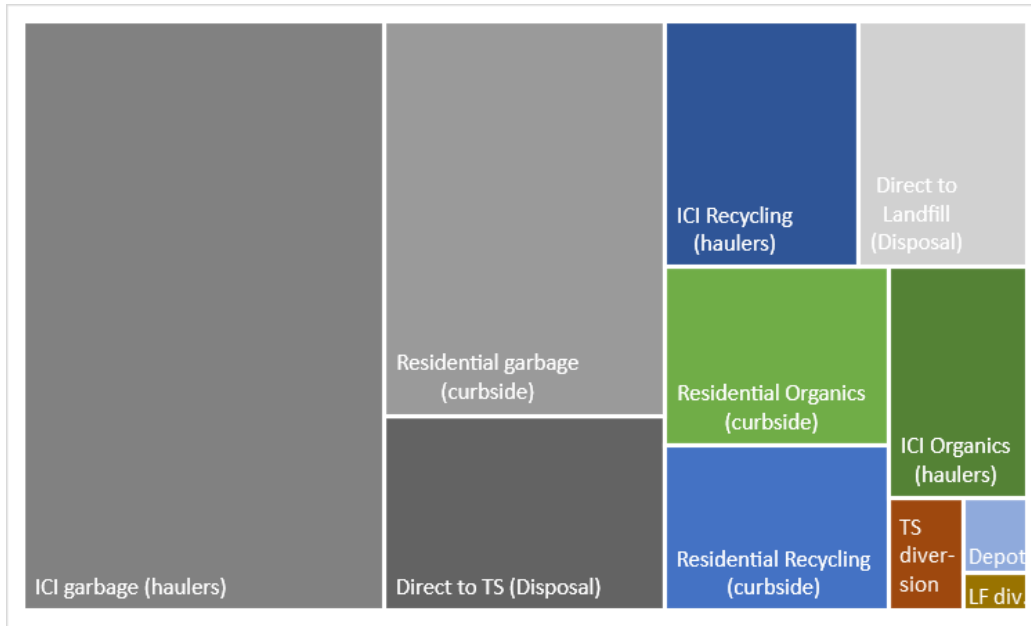 ICI garbage (haulers)
Residential garbage
(curbside)
Direct to TS (Disposal)
ICI Recycling
(haulers)
Direct to
Landfill
(Disposal)
Residential Organics
(curbside)
Residential Recycling
(curbside)
ICI Organics
(haulers)
TS
diver-
sion
Depot
LF div.